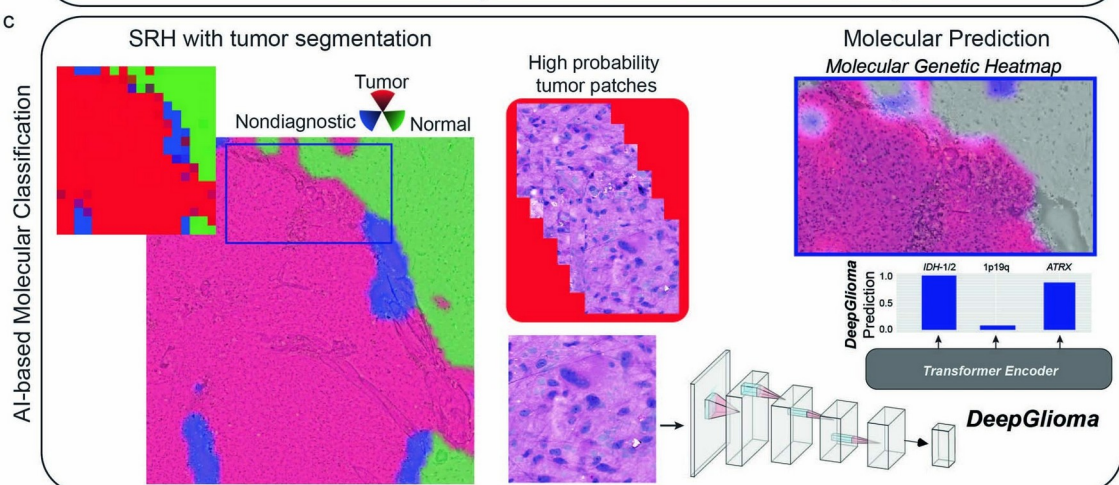 c
AI-based Molecular Classification
SRH with tumor segmentation
Tumor
Nondiagnostic
Normal
High probability
tumor patches
Molecular Prediction
Molecular Genetic Heatmap
DeepGlioma
Prediction
1.0
0.5
0.0
IDH-1/2
1p19q
ATRX
Transformer Encoder
DeepGlioma